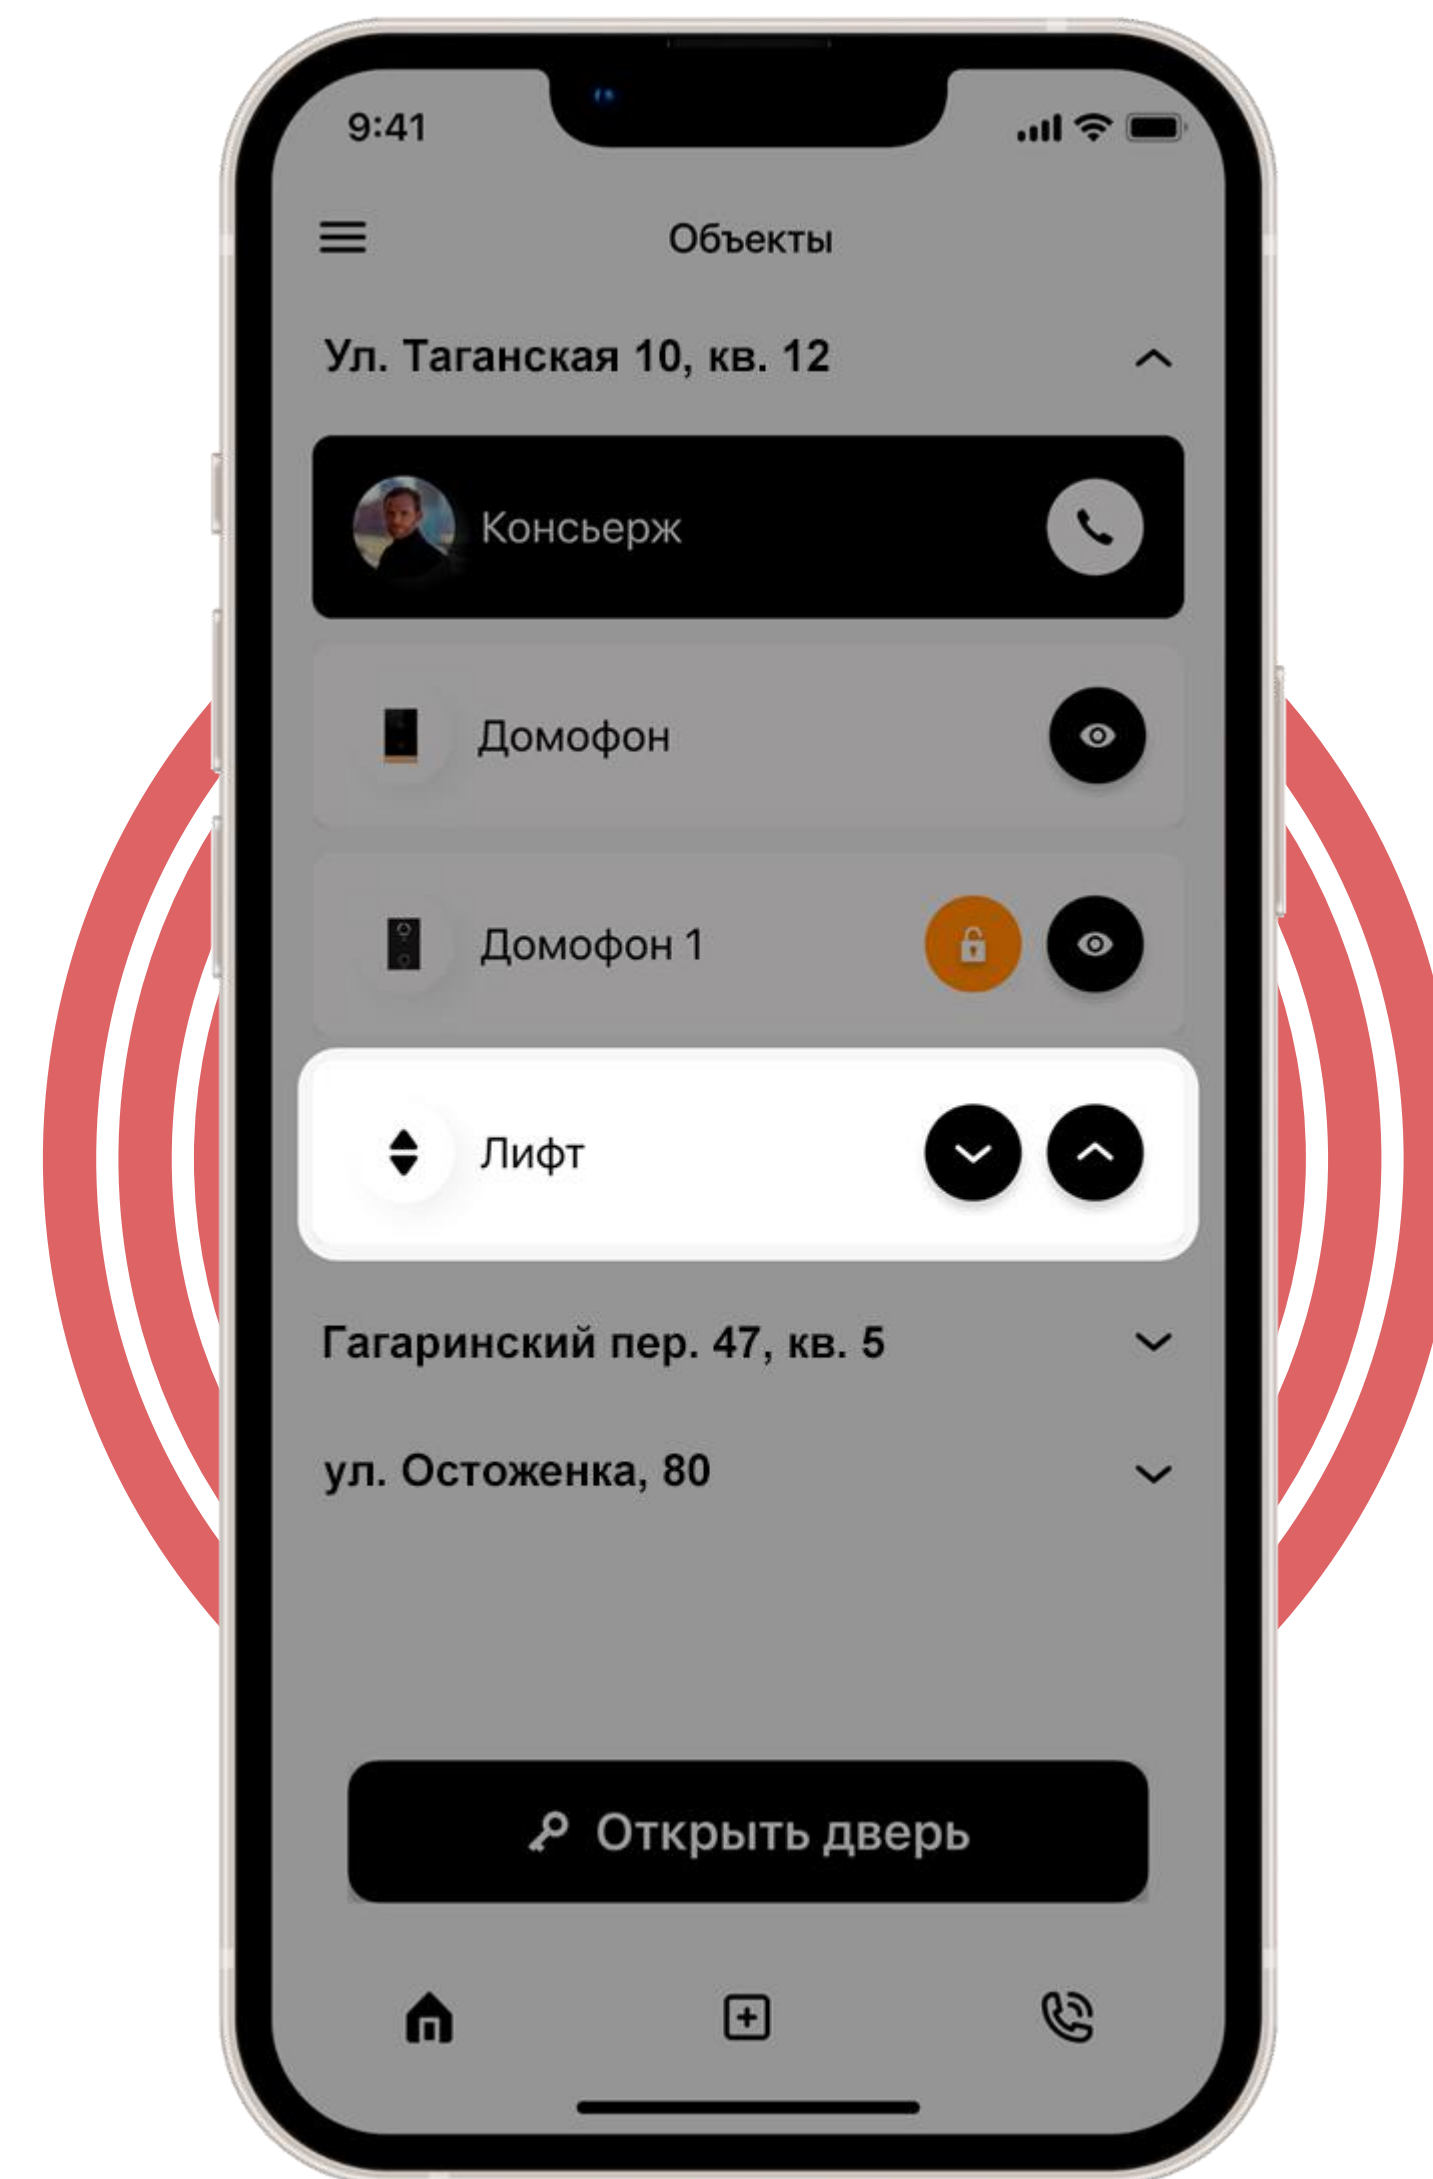 9:41
Объекты
Ул. Таганская 10, кв. 12
Консьерж
Домофон
Домофон 1
Лифт
Гагаринский пер. 47, кв. 5
ул. Остоженка, 80
Открыть дверь